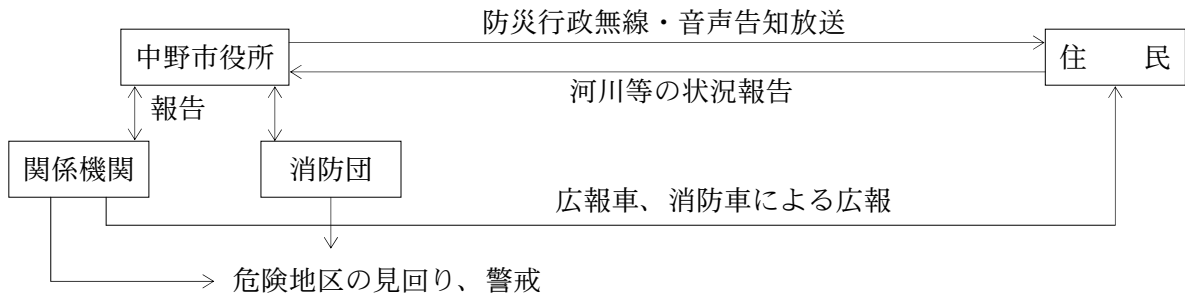 防災行政無線・音声告知放送
中野市役所
住　民
河川等の状況報告
報告
関係機関
消防団
広報車、消防車による広報
危険地区の見回り、警戒